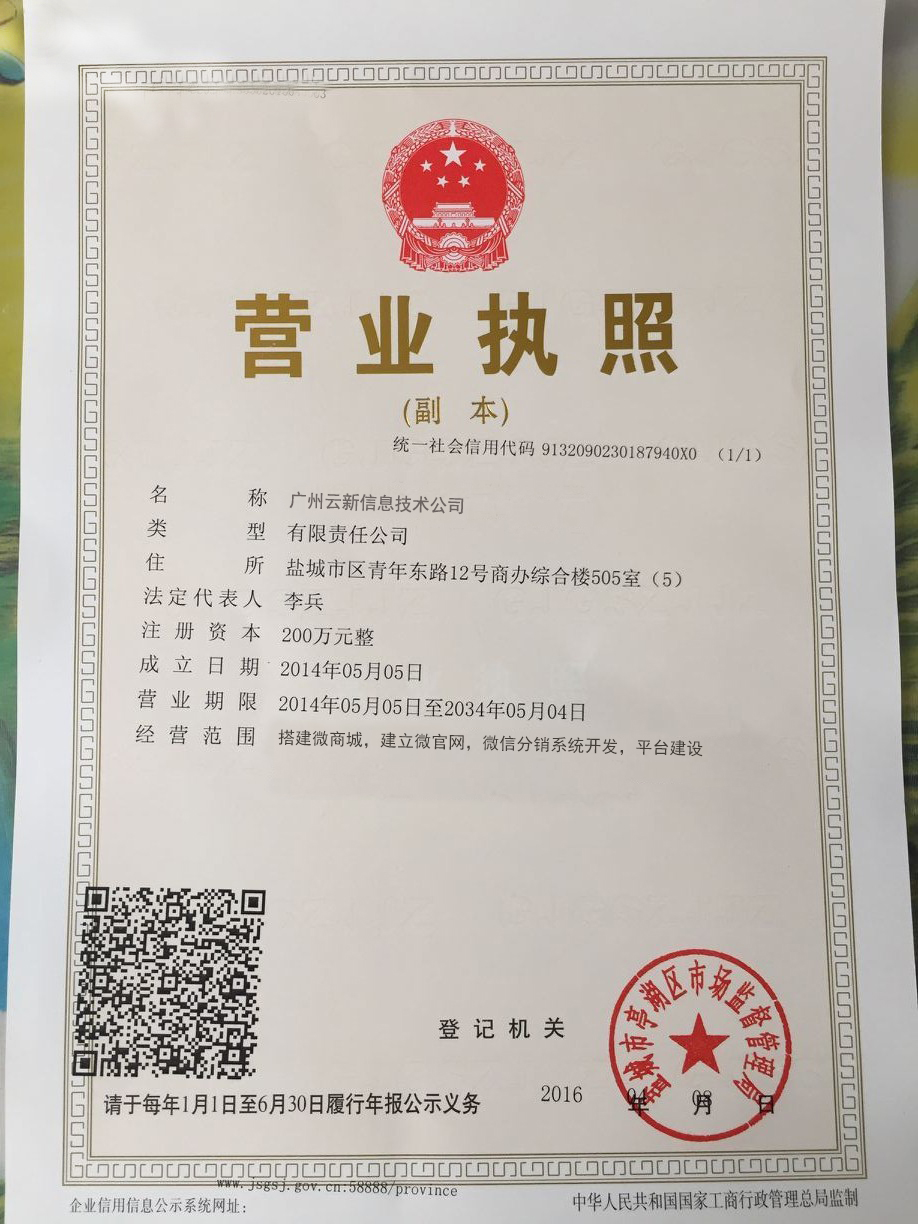 营业执照
(副 本)
统一社会信用代码 9132090230187940X0 (1/1)
名 称 广州云新信息技术公司
类 型 有限责任公司
住 所 盐城市区青年东路12号商办综合楼505室（5）
法定代表人 李兵
注册资本 200万元整
成立日期 2014年05月05日
营业期限 2014年05月05日至2034年05月04日
经营范围 搭建微商城，建立微官网，微信分销系统开发，平台建设
登记机关
盐城市亭湖区市场监督管理局
2016 年 04 月 08 日
请于每年1月1日至6月30日履行年报公示义务
www.jsgsj.gov.cn:58888/province
企业信用信息公示系统网址：
中华人民共和国国家工商行政管理总局监制